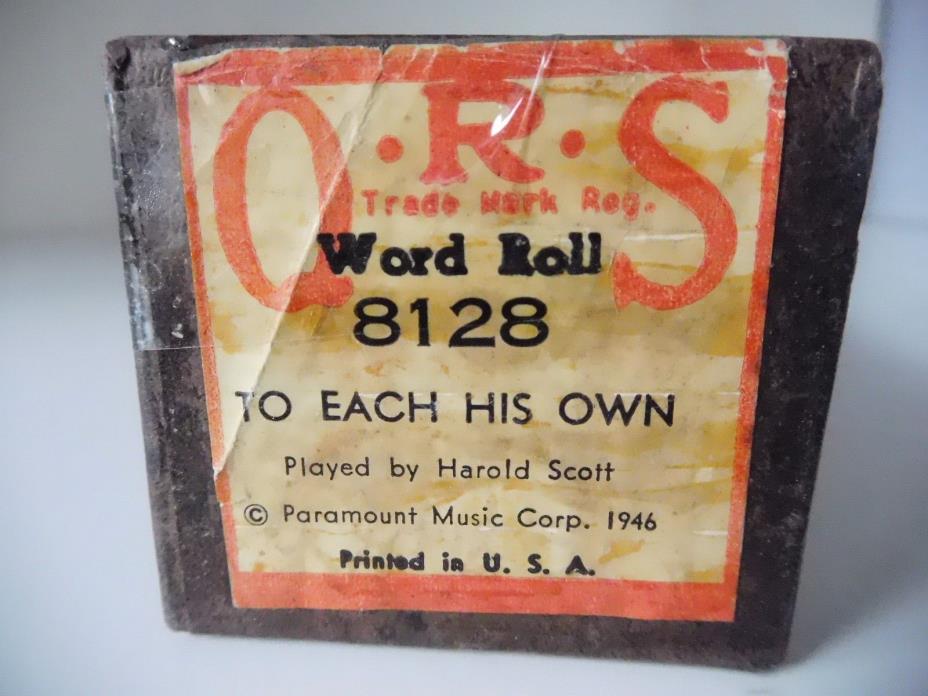 Q·R·S
Trade Mark Reg.
Word Roll
8128
TO EACH HIS OWN
Played by Harold Scott
© Paramount Music Corp. 1946
Printed in U. S. A.